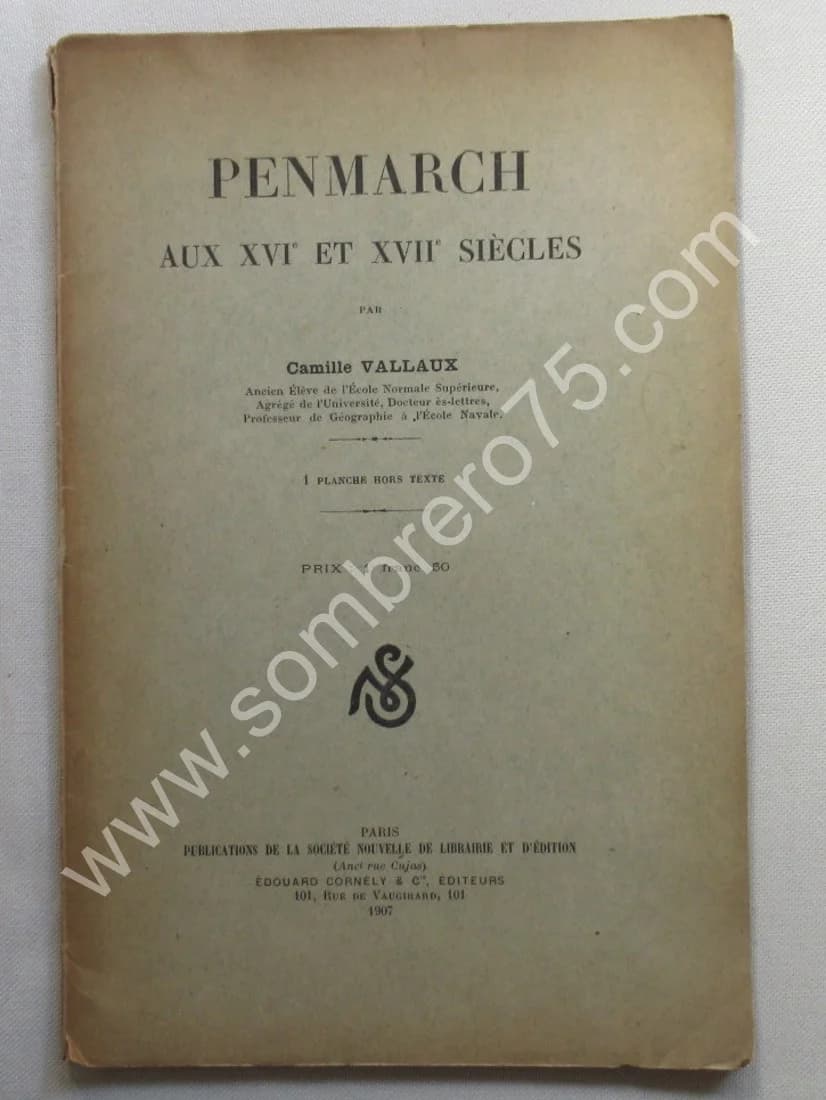 PENMARCH
AUX XVIe ET XVIIe SIÈCLES
PAR
Camille VALLAUX
Ancien Élève de l'École Normale Supérieure,
Agrégé de l'Université, Docteur ès-lettres,
Professeur de Géographie à l'École Navale.
1 PLANCHE HORS TEXTE
PRIX : 1 franc 50
PARIS
PUBLICATIONS DE LA SOCIÉTÉ NOUVELLE DE LIBRAIRIE ET D'ÉDITION
(Anct rue Cujas)
ÉDOUARD CORNÉLY & Cie, ÉDITEURS
101, RUE DE VAUGIRARD, 101
1907
www.sombrero75.com